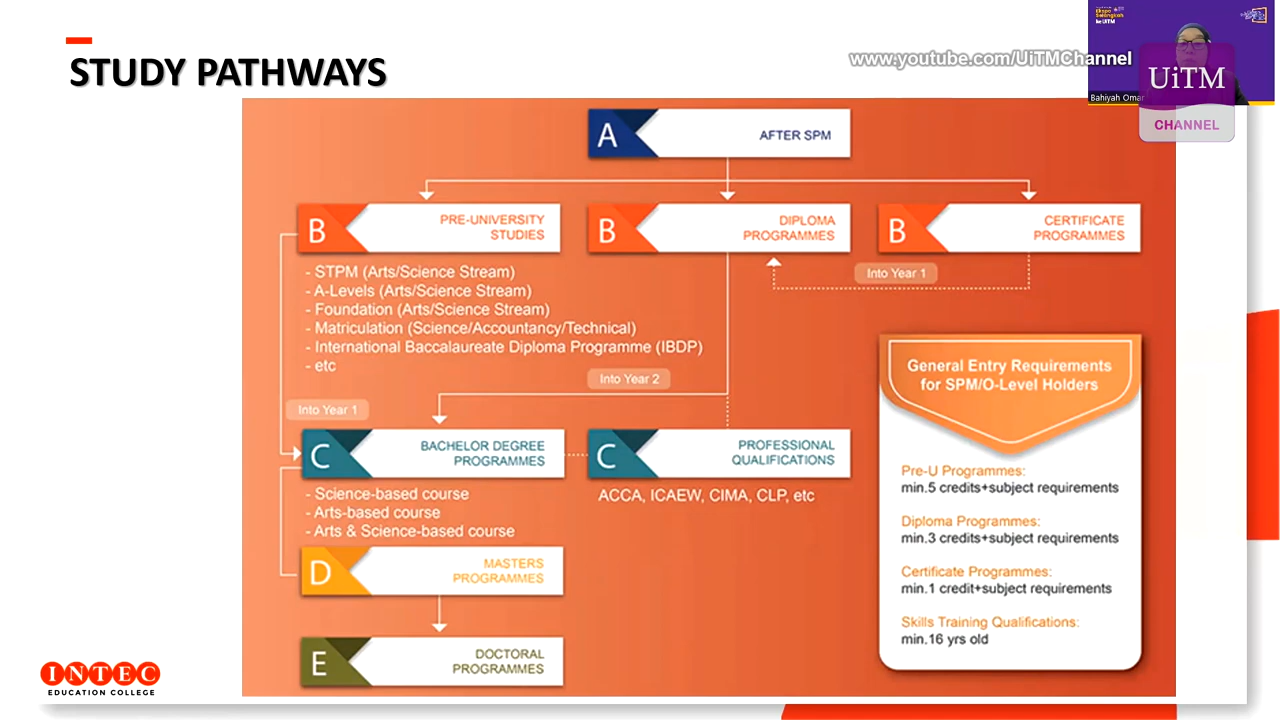 STUDY PATHWAYS
www.youtube.com/UiTMChannel
Bahiyah Omar
UiTM
CHANNEL
A
AFTER SPM
B
PRE-UNIVERSITY
STUDIES
B
DIPLOMA
PROGRAMMES
B
CERTIFICATE
PROGRAMMES
- STPM (Arts/Science Stream)
- A-Levels (Arts/Science Stream)
- Foundation (Arts/Science Stream)
- Matriculation (Science/Accountancy/Technical)
- International Baccalaureate Diploma Programme (IBDP)
- etc
Into Year 1
Into Year 2
Into Year 1
C
BACHELOR DEGREE
PROGRAMMES
C
PROFESSIONAL
QUALIFICATIONS
- Science-based course
- Arts-based course
- Arts & Science-based course
ACCA, ICAEW, CIMA, CLP, etc
D
MASTERS
PROGRAMMES
E
DOCTORAL
PROGRAMMES
General Entry Requirements
for SPM/O-Level Holders
Pre-U Programmes:
min.5 credits+subject requirements
Diploma Programmes:
min.3 credits+subject requirements
Certificate Programmes:
min.1 credit+subject requirements
Skills Training Qualifications:
min.16 yrs old
INTEC
EDUCATION COLLEGE